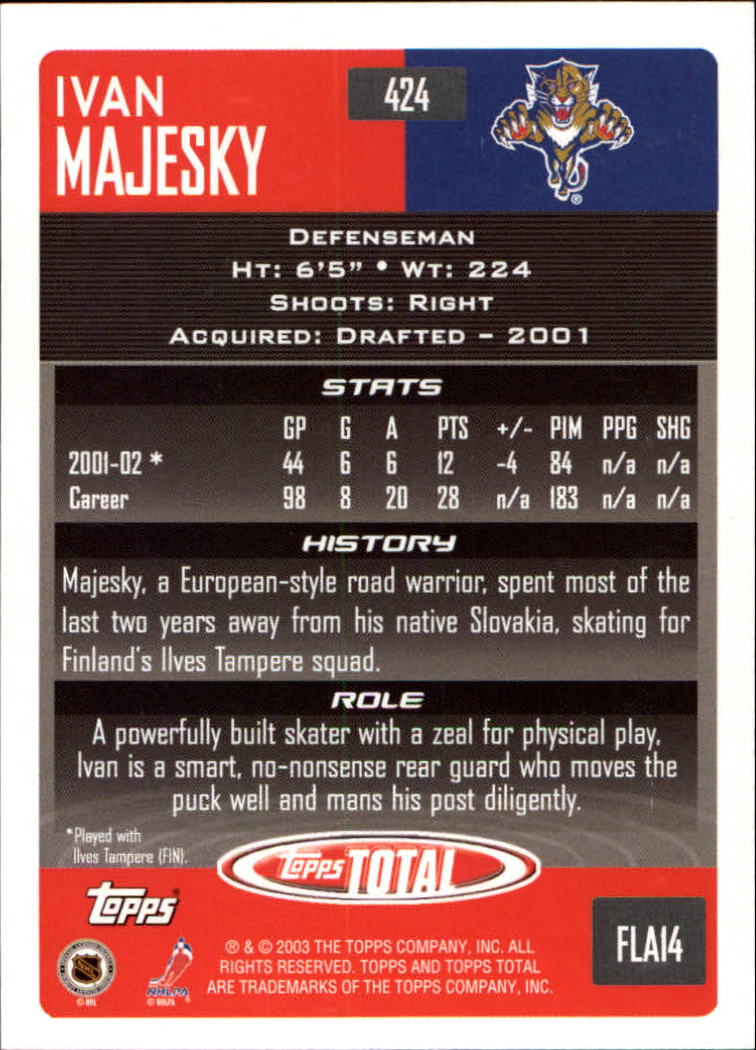 IVAN
MAJESKY
424
®
DEFENSEMAN
HT: 6'5" • WT: 224
SHOOTS: RIGHT
ACQUIRED: DRAFTED – 2001
STATS
GP G A PTS +/- PIM PPG SHG
2001-02 * 44 6 6 12 -4 84 n/a n/a
Career 98 8 20 28 n/a 183 n/a n/a
HISTORY
Majesky, a European-style road warrior, spent most of the
last two years away from his native Slovakia, skating for
Finland's Ilves Tampere squad.
ROLE
A powerfully built skater with a zeal for physical play,
Ivan is a smart, no-nonsense rear guard who moves the
puck well and mans his post diligently.
*Played with
Ilves Tampere (FIN).
Topps TOTAL
Topps®
FLA14
® & © 2003 THE TOPPS COMPANY, INC. ALL
RIGHTS RESERVED. TOPPS AND TOPPS TOTAL
ARE TRADEMARKS OF THE TOPPS COMPANY, INC.
NHL
© NHL
NHLPA
© NHLPA